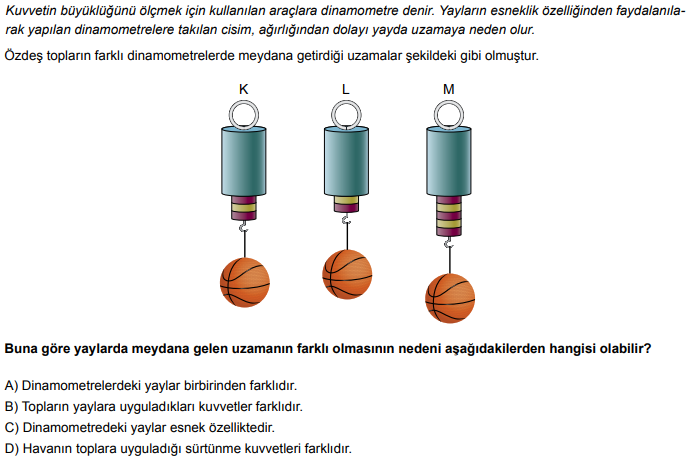 Kuvvetin büyüklüğünü ölçmek için kullanılan araçlara dinamometre denir. Yayların esneklik özelliğinden faydalanıla-
rak yapılan dinamometrelere takılan cisim, ağırlığından dolayı yayda uzamaya neden olur.
Özdeş topların farklı dinamometrelerde meydana getirdiği uzamalar şekildeki gibi olmuştur.
K L M
Buna göre yaylarda meydana gelen uzamanın farklı olmasının nedeni aşağıdakilerden hangisi olabilir?
A) Dinamometrelerdeki yaylar birbirinden farklıdır.
B) Topların yaylara uyguladıkları kuvvetler farklıdır.
C) Dinamometredeki yaylar esnek özelliktedir.
D) Havanın toplara uyguladığı sürtünme kuvvetleri farklıdır.